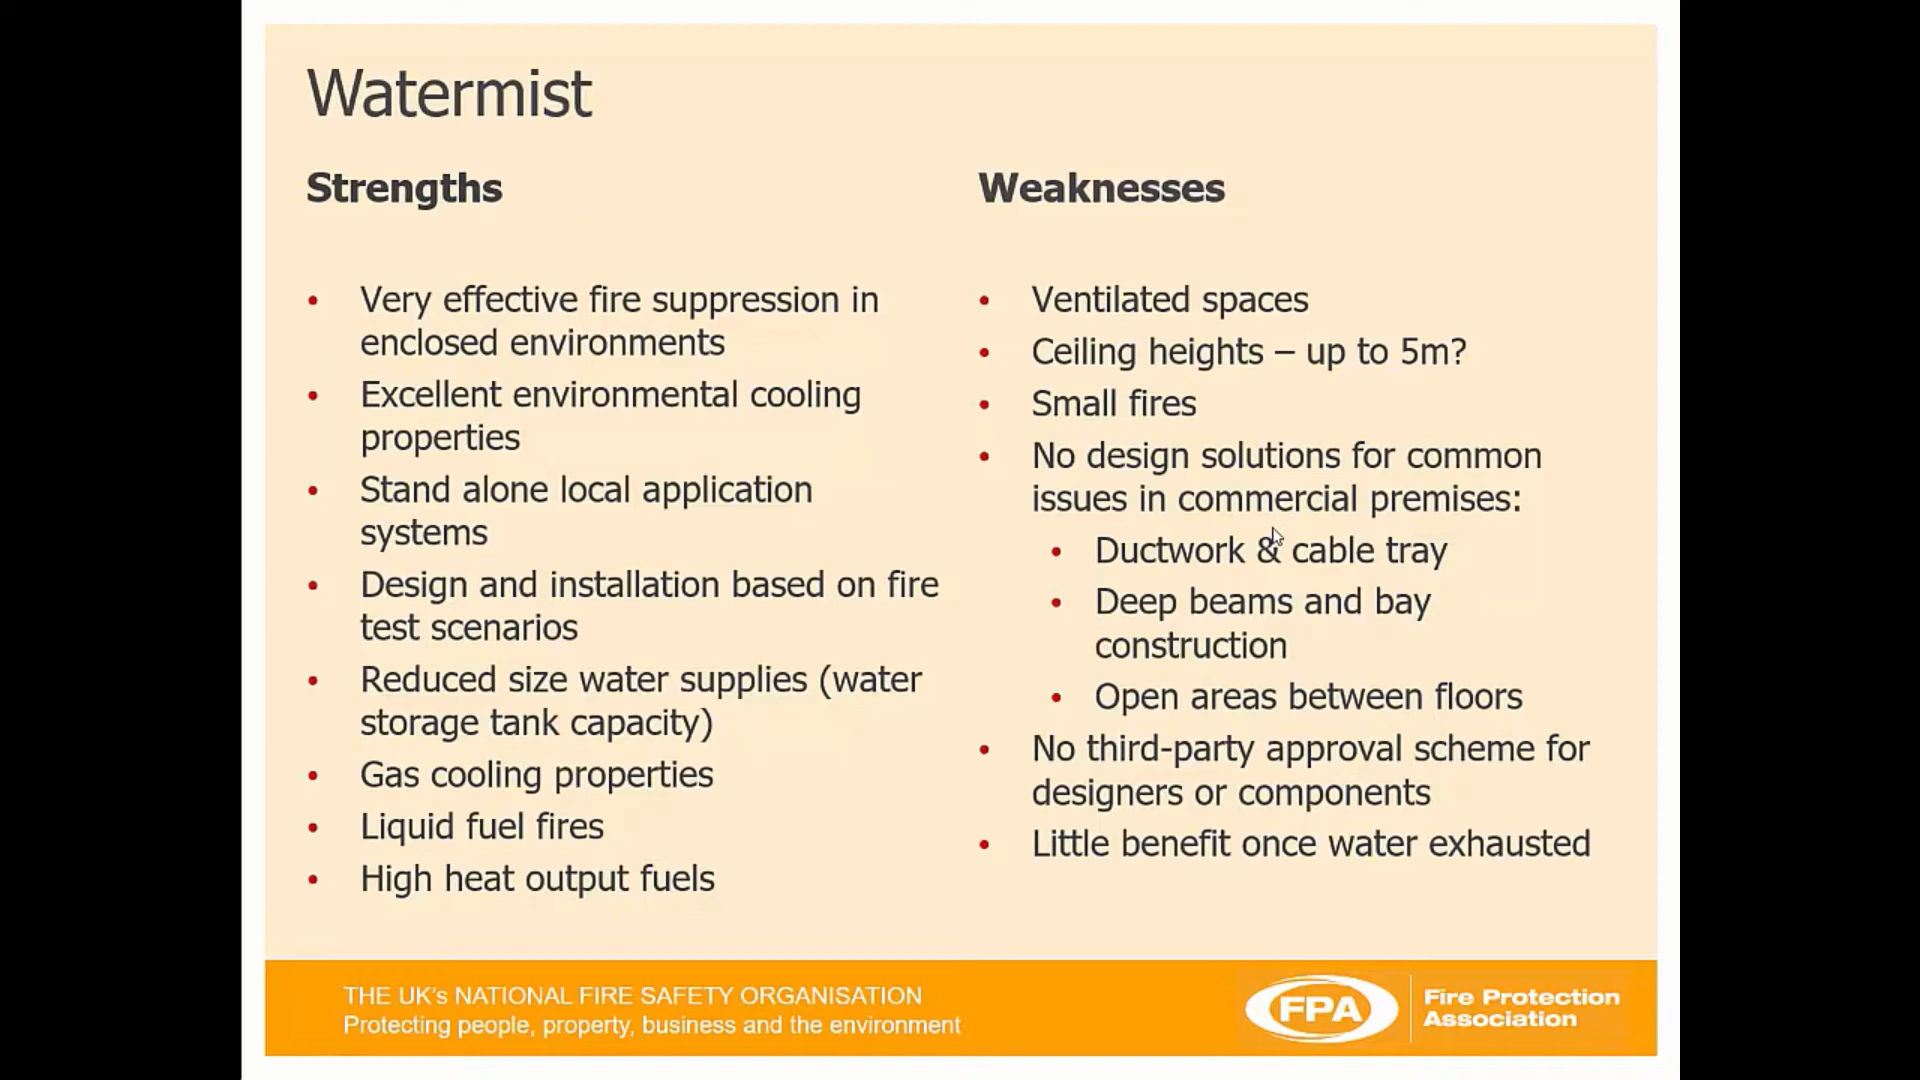 Watermist
Strengths
• Very effective fire suppression in
enclosed environments
• Excellent environmental cooling
properties
• Stand alone local application
systems
• Design and installation based on fire
test scenarios
• Reduced size water supplies (water
storage tank capacity)
• Gas cooling properties
• Liquid fuel fires
• High heat output fuels
Weaknesses
• Ventilated spaces
• Ceiling heights – up to 5m?
• Small fires
• No design solutions for common
issues in commercial premises:
• Ductwork & cable tray
• Deep beams and bay
construction
• Open areas between floors
• No third-party approval scheme for
designers or components
• Little benefit once water exhausted
THE UK's NATIONAL FIRE SAFETY ORGANISATION
Protecting people, property, business and the environment
FPA
Fire Protection
Association